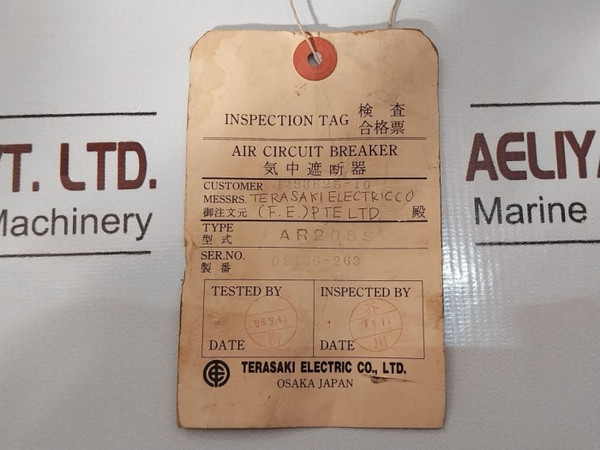 INSPECTION TAG 検査合格票
AIR CIRCUIT BREAKER
気中遮断器
CUSTOMER
MESSRS. TERASAKI ELECTRIC CO
御注文元 (F.E.) PTE LTD. 殿
TYPE
型式 AR208S
SER.NO.
製番
TESTED BY
INSPECTED BY
DATE
DATE
TERASAKI ELECTRIC CO., LTD.
OSAKA JAPAN
VT. LTD.
Machinery
AELIYA
Marine